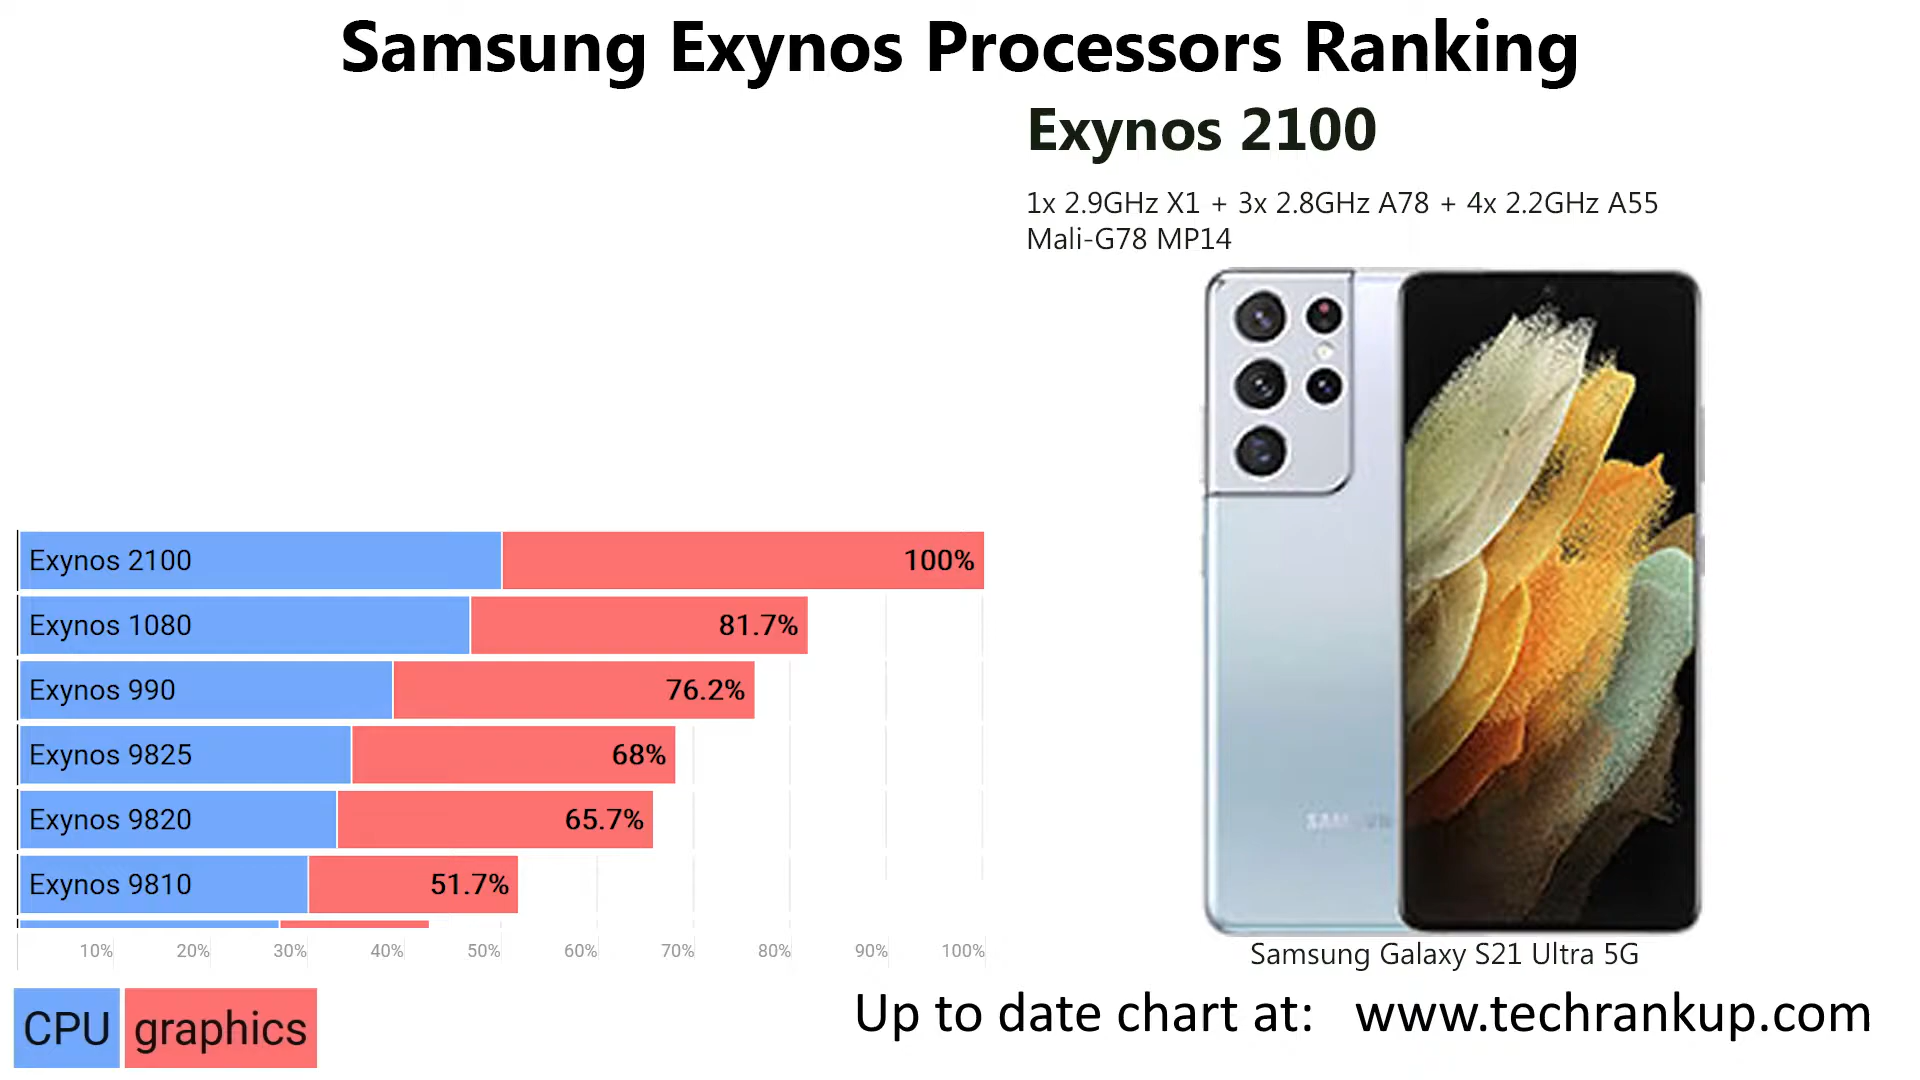 Samsung Exynos Processors Ranking
Exynos 2100
1x 2.9GHz X1 + 3x 2.8GHz A78 + 4x 2.2GHz A55
Mali-G78 MP14
Exynos 2100 100%
Exynos 1080 81.7%
Exynos 990 76.2%
Exynos 9825 68%
Exynos 9820 65.7%
Exynos 9810 51.7%
10% 20% 30% 40% 50% 60% 70% 80% 90% 100%
Samsung Galaxy S21 Ultra 5G
CPU graphics
Up to date chart at: www.techrankup.com